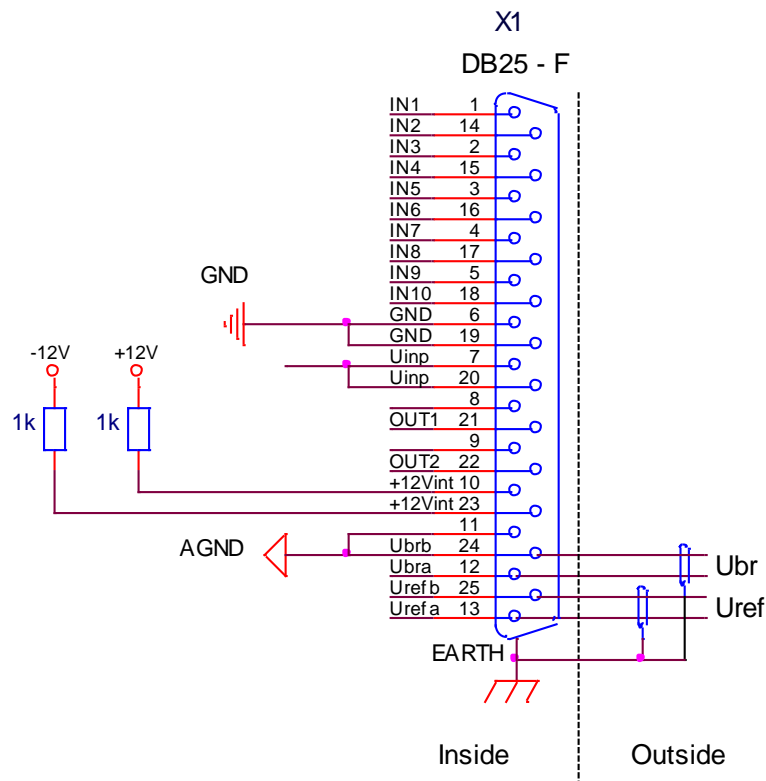 X1
DB25 - F
IN1 1
IN2 14
IN3 2
IN4 15
IN5 3
IN6 16
IN7 4
IN8 17
IN9 5
IN10 18
GND
GND 6
GND 19
-12V +12V
Uinp 7
Uinp 20
8
1k 1k
OUT1 21
9
OUT2 22
+12Vint 10
+12Vint 23
11
AGND
Ubrb 24
Ubra 12
Ubr
Urefb 25
Urefa 13
Uref
EARTH
Inside Outside